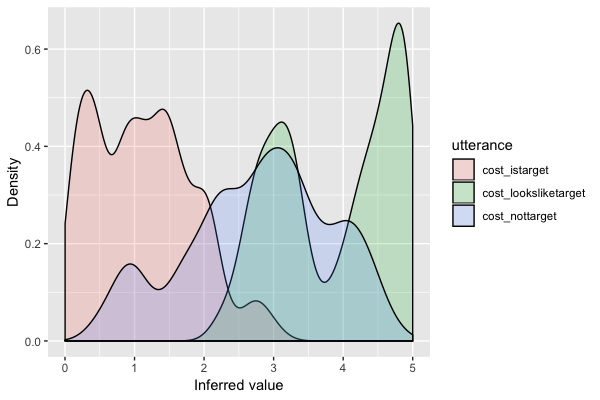 0.6
0.4
0.2
0.0
Density
0 1 2 3 4 5
Inferred value
utterance
cost_istarget
cost_looksliketarget
cost_nottarget